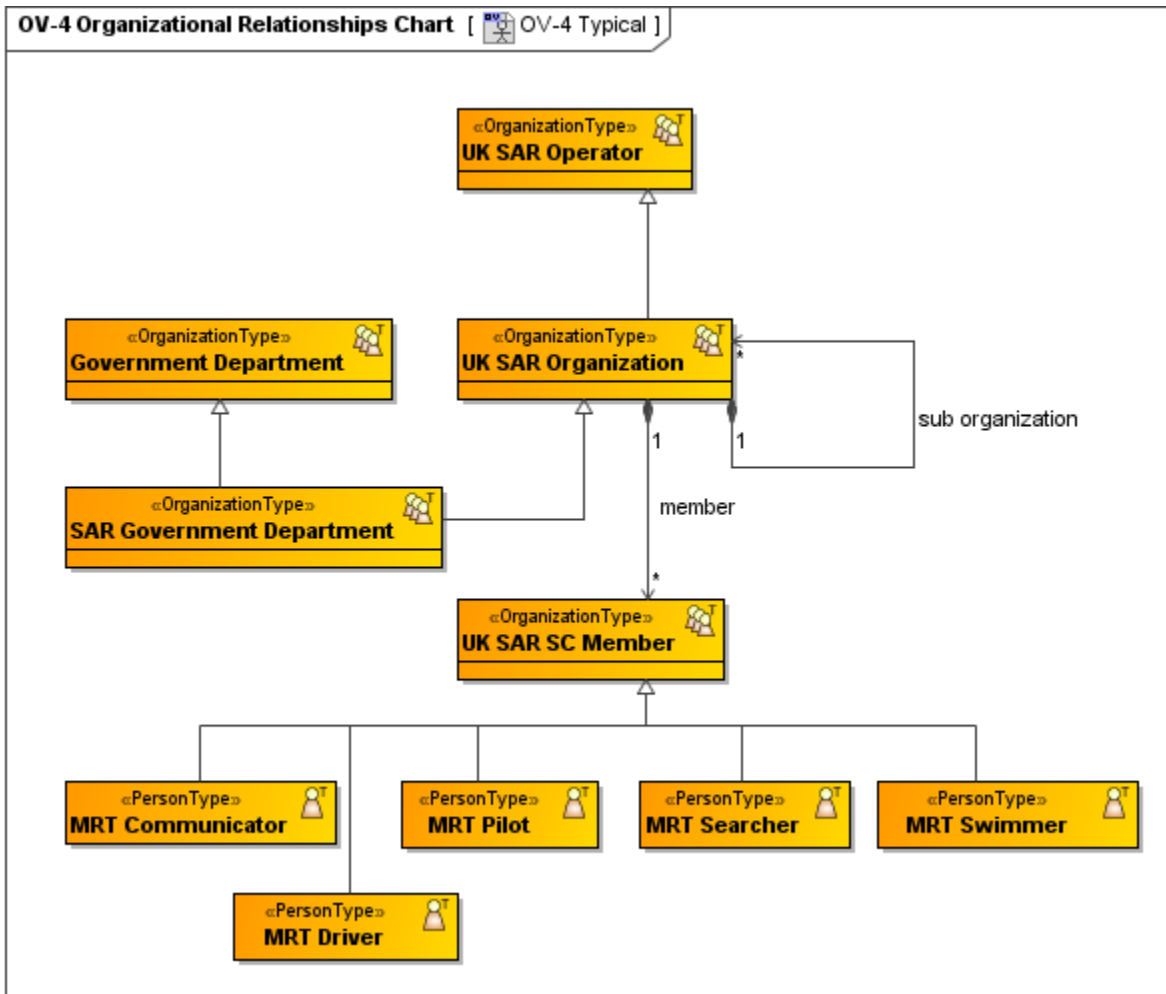 OV-4 Organizational Relationships Chart [ OV-4 Typical ]
«OrganizationType»
UK SAR Operator
«OrganizationType»
Government Department
«OrganizationType»
UK SAR Organization
*
1
1
sub organization
«OrganizationType»
SAR Government Department
member
*
«OrganizationType»
UK SAR SC Member
«PersonType»
MRT Communicator
«PersonType»
MRT Pilot
«PersonType»
MRT Searcher
«PersonType»
MRT Swimmer
«PersonType»
MRT Driver